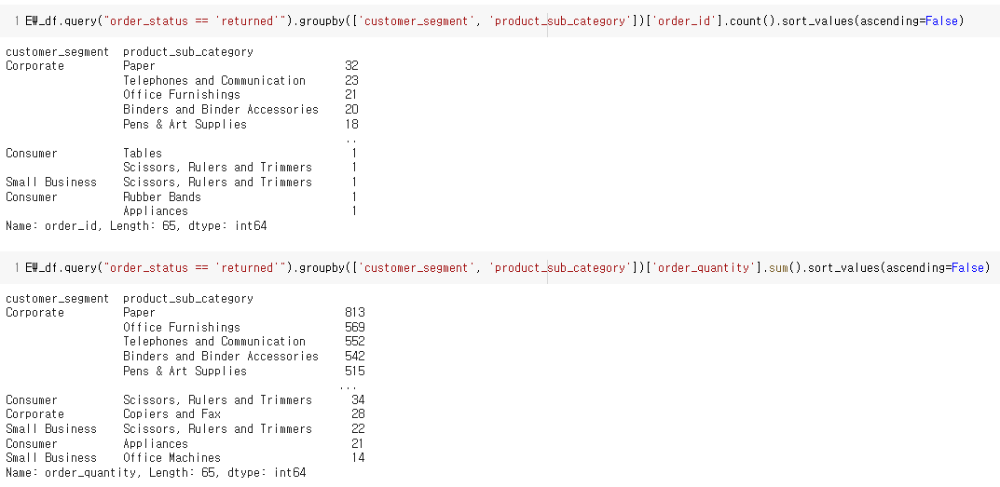 1 EW_df.query("order_status == 'returned'").groupby(['customer_segment', 'product_sub_category'])['order_id'].count().sort_values(ascending=False)
customer_segment product_sub_category
Corporate Paper 32
Telephones and Communication 23
Office Furnishings 21
Binders and Binder Accessories 20
Pens & Art Supplies 18
..
Consumer Tables 1
Scissors, Rulers and Trimmers 1
Small Business Scissors, Rulers and Trimmers 1
Consumer Rubber Bands 1
Appliances 1
Name: order_id, Length: 65, dtype: int64
1 EW_df.query("order_status == 'returned'").groupby(['customer_segment', 'product_sub_category'])['order_quantity'].sum().sort_values(ascending=False)
customer_segment product_sub_category
Corporate Paper 813
Office Furnishings 569
Telephones and Communication 552
Binders and Binder Accessories 542
Pens & Art Supplies 515
...
Consumer Scissors, Rulers and Trimmers 34
Corporate Copiers and Fax 28
Small Business Scissors, Rulers and Trimmers 22
Consumer Appliances 21
Small Business Office Machines 14
Name: order_quantity, Length: 65, dtype: int64